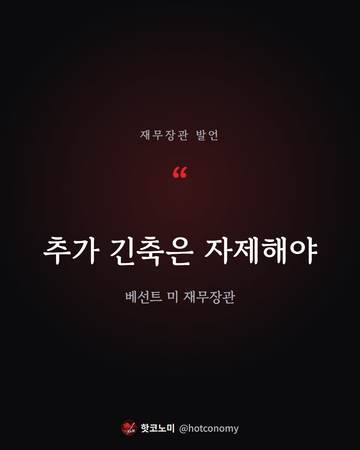 재무장관 발언
“
추가 긴축은 자제해야
베선트 미 재무장관
핫코노미 @hotconomy